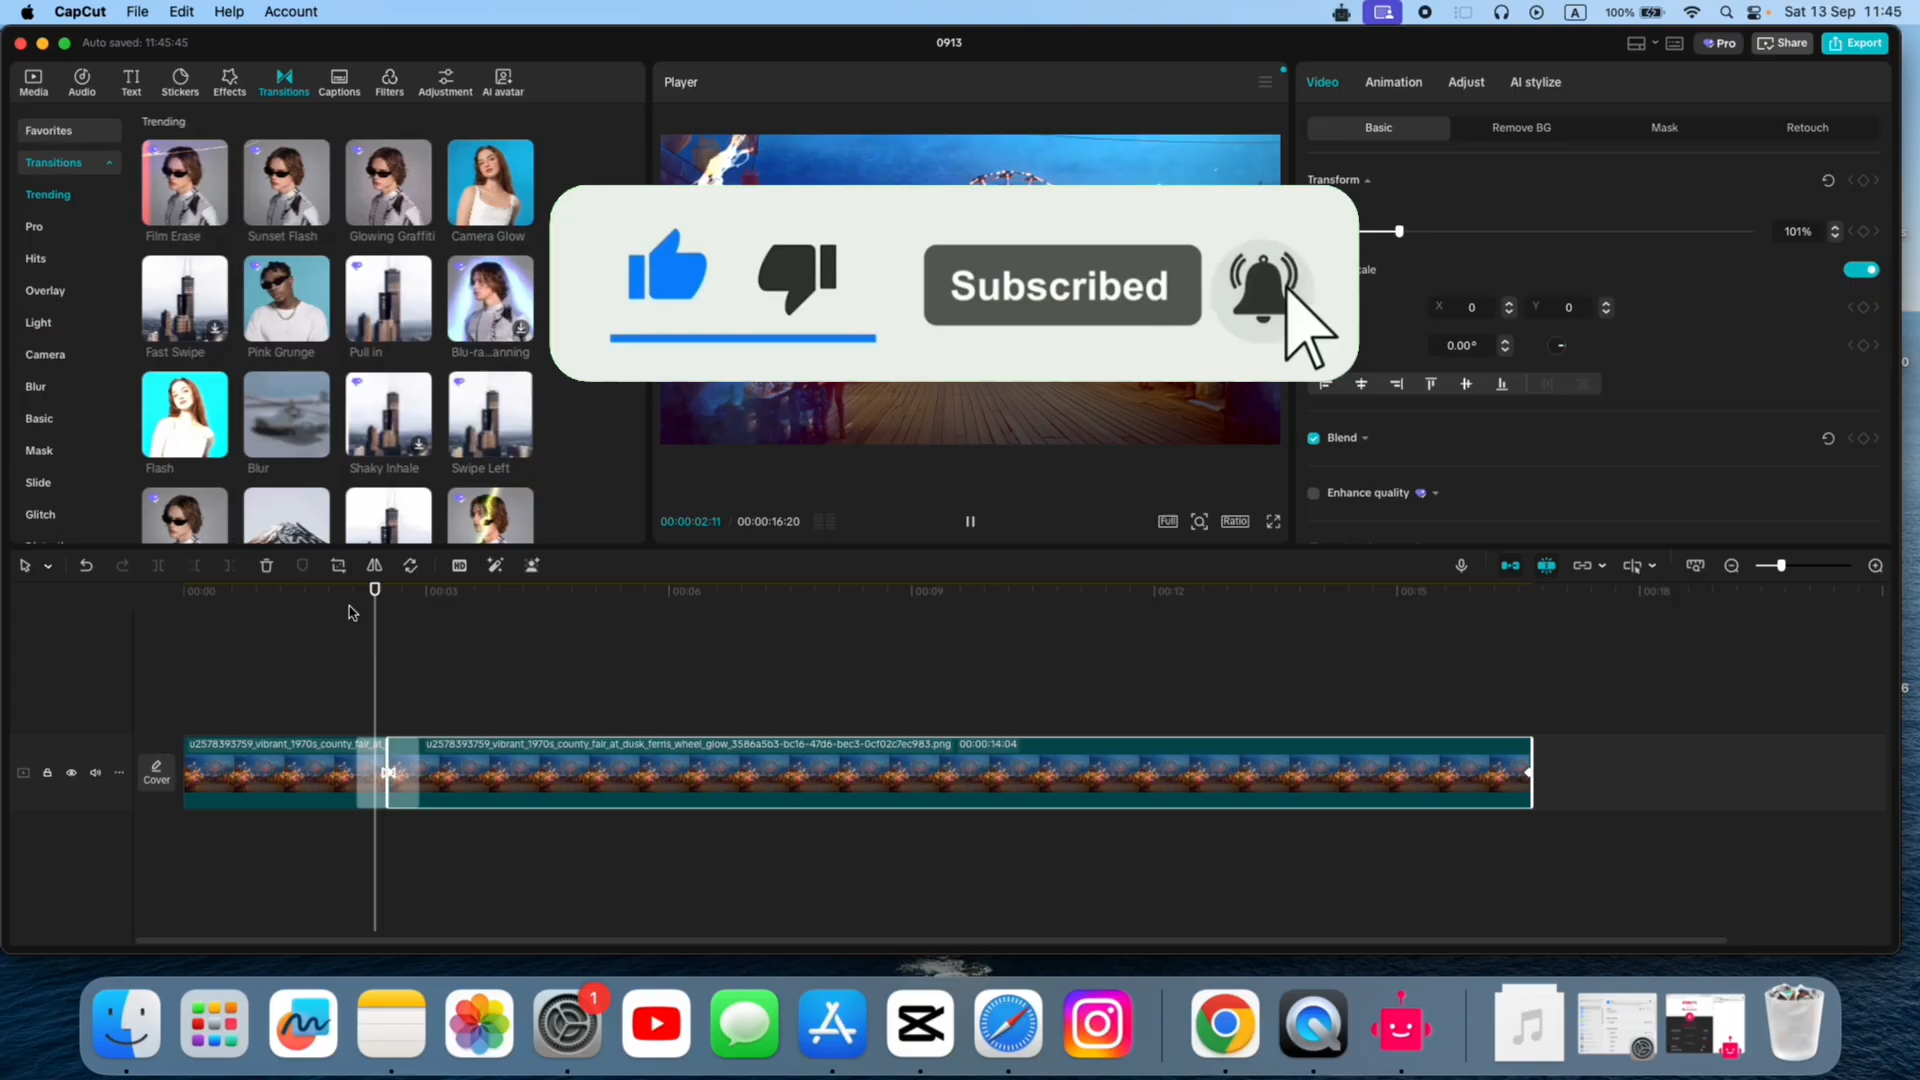 CapCut File Edit Help Account
A 100% Sat 13 Sep 11:45
Auto saved: 11:45:45
0913
Pro Share Export
Media Audio Text Stickers Effects Transitions Captions Filters Adjustment AI avatar
Player
Video Animation Adjust AI stylize
Favorites
Transitions
Trending
Pro
Hits
Overlay
Light
Camera
Blur
Basic
Mask
Slide
Glitch
Trending
Film Erase Sunset Flash Glowing Graffiti Camera Glow
Fast Swipe Pink Grunge Pull in Blu-ra...anning
Flash Blur Shaky Inhale Swipe Left
Subscribed
00:00:02:11 / 00:00:16:20
Full Ratio
Basic Remove BG Mask Retouch
Transform
101%
cale
X 0 Y 0
0.00°
Blend
Enhance quality
HD
00:00 00:03 00:06 00:09 00:12 00:15 00:18
Cover
u2578393759_vibrant_1970s_county_fair_at_
u2578393759_vibrant_1970s_county_fair_at_dusk_ferris_wheel_glow_3586a5b3-bc16-47d6-bec3-0cf02c7ec983.png 00:00:14:04
1